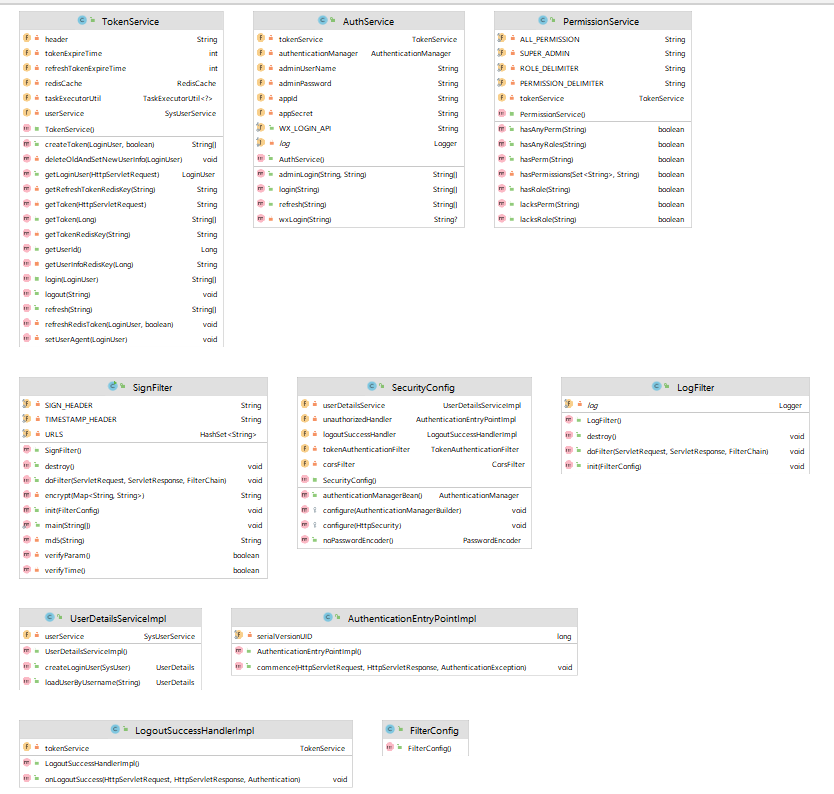 TokenService
header String
tokenExpireTime int
refreshTokenExpireTime int
redisCache RedisCache
taskExecutorUtil TaskExecutorUtil<?>
userService SysUserService
TokenService()
createToken(LoginUser, boolean) String[]
deleteOldAndSetNewUserInfo(LoginUser) void
getLoginUser(HttpServletRequest) LoginUser
getRefreshTokenRedisKey(String) String
getToken(HttpServletRequest) String
getToken(Long) String[]
getTokenRedisKey(String) String
getUserId() Long
getUserInfoRedisKey(Long) String
login(LoginUser) String[]
logout(String) void
refresh(String) String[]
refreshRedisToken(LoginUser, boolean) void
setUserAgent(LoginUser) void
AuthService
tokenService TokenService
authenticationManager AuthenticationManager
adminUserName String
adminPassword String
appId String
appSecret String
WX_LOGIN_API String
log Logger
AuthService()
adminLogin(String, String) String[]
login(String) String[]
refresh(String) String[]
wxLogin(String) String?
PermissionService
ALL_PERMISSION String
SUPER_ADMIN String
ROLE_DELIMITER String
PERMISSION_DELIMITER String
tokenService TokenService
PermissionService()
hasAnyPerm(String) boolean
hasAnyRoles(String) boolean
hasPerm(String) boolean
hasPermissions(Set<String>, String) boolean
hasRole(String) boolean
lacksPerm(String) boolean
lacksRole(String) boolean
SignFilter
SIGN_HEADER String
TIMESTAMP_HEADER String
URLS HashSet<String>
SignFilter()
destroy() void
doFilter(ServletRequest, ServletResponse, FilterChain) void
encrypt(Map<String, String>) String
init(FilterConfig) void
main(String[]) void
md5(String) String
verifyParam() boolean
verifyTime() boolean
SecurityConfig
userDetailsService UserDetailsServiceImpl
unauthorizedHandler AuthenticationEntryPointImpl
logoutSuccessHandler LogoutSuccessHandlerImpl
tokenAuthenticationFilter TokenAuthenticationFilter
corsFilter CorsFilter
SecurityConfig()
authenticationManagerBean() AuthenticationManager
configure(AuthenticationManagerBuilder) void
configure(HttpSecurity) void
noPasswordEncoder() PasswordEncoder
LogFilter
log Logger
LogFilter()
destroy() void
doFilter(ServletRequest, ServletResponse, FilterChain) void
init(FilterConfig) void
UserDetailsServiceImpl
userService SysUserService
UserDetailsServiceImpl()
createLoginUser(SysUser) UserDetails
loadUserByUsername(String) UserDetails
AuthenticationEntryPointImpl
serialVersionUID long
AuthenticationEntryPointImpl()
commence(HttpServletRequest, HttpServletResponse, AuthenticationException) void
LogoutSuccessHandlerImpl
tokenService TokenService
LogoutSuccessHandlerImpl()
onLogoutSuccess(HttpServletRequest, HttpServletResponse, Authentication) void
FilterConfig
FilterConfig()